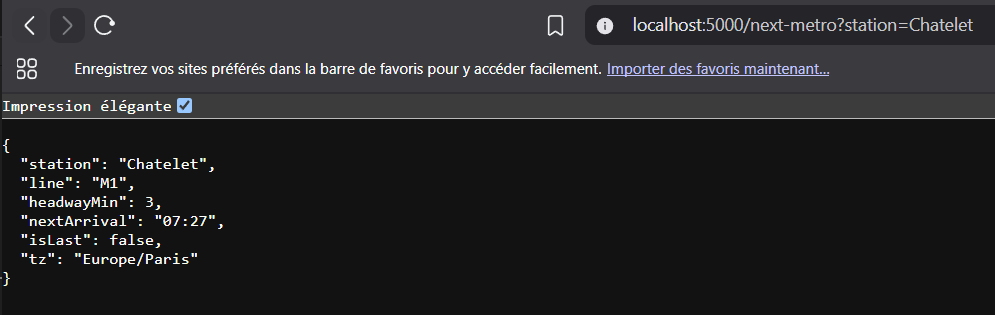 localhost:5000/next-metro?station=Chatelet
Enregistrez vos sites préférés dans la barre de favoris pour y accéder facilement. Importer des favoris maintenant...
Impression élégante
{
  "station": "Chatelet",
  "line": "M1",
  "headwayMin": 3,
  "nextArrival": "07:27",
  "isLast": false,
  "tz": "Europe/Paris"
}